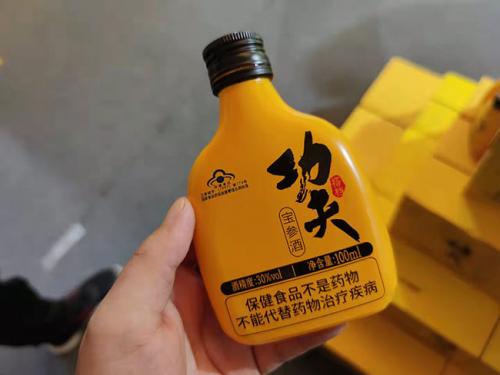 功夫
宝参酒
酒精度:30%vol 净含量:100ml
保健食品不是药物
不能代替药物治疗疾病